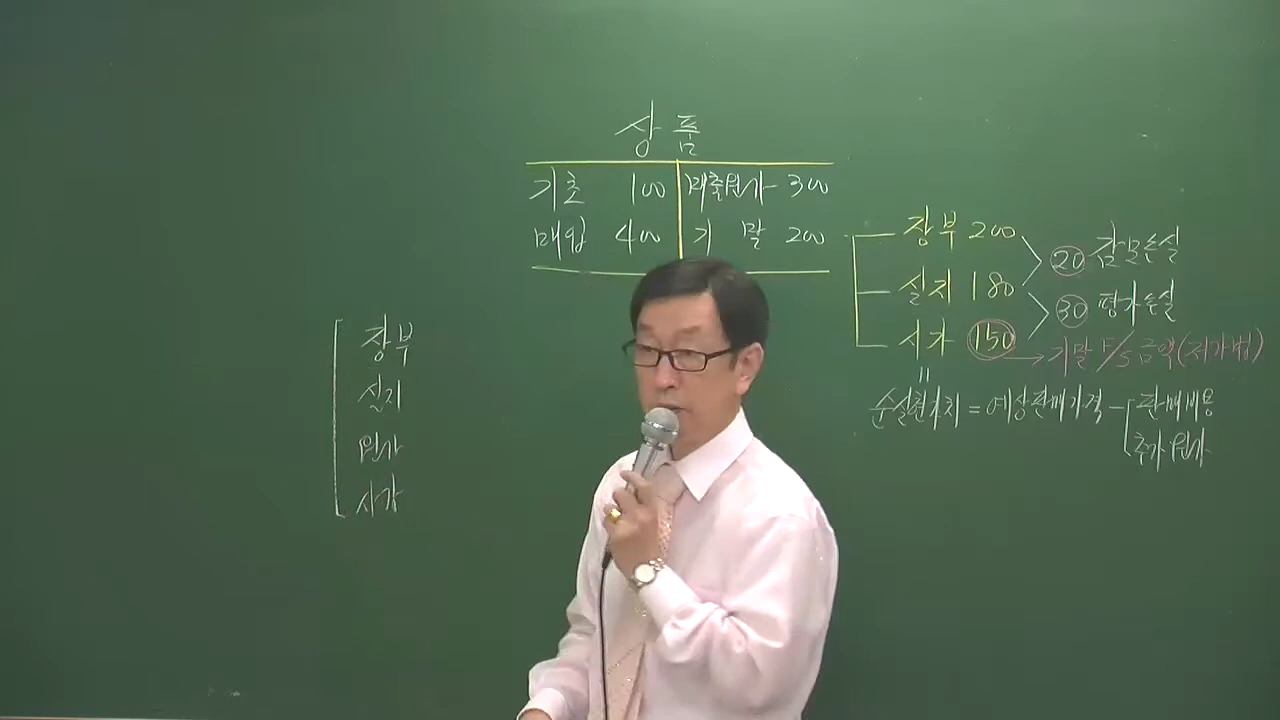 상품
기초 100 매출원가 300
매입 400 기말 200
장부 200
20 감모손실
실지 180
30 평가손실
시가 150 → 기말 F/S 금액(저가법)
=
순실현가치 = 예상판매가격 - 판매비용
추가원가
장부
실지
원가
시가